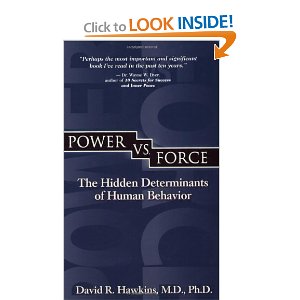 Click to LOOK INSIDE!
"Perhaps the most important and significant
book I've read in the past ten years."
— Dr. Wayne W. Dyer
author of 10 Secrets for Success
and Inner Peace
POWER
VS.
FORCE
The Hidden Determinants
of Human Behavior
David R. Hawkins, M.D., Ph.D.